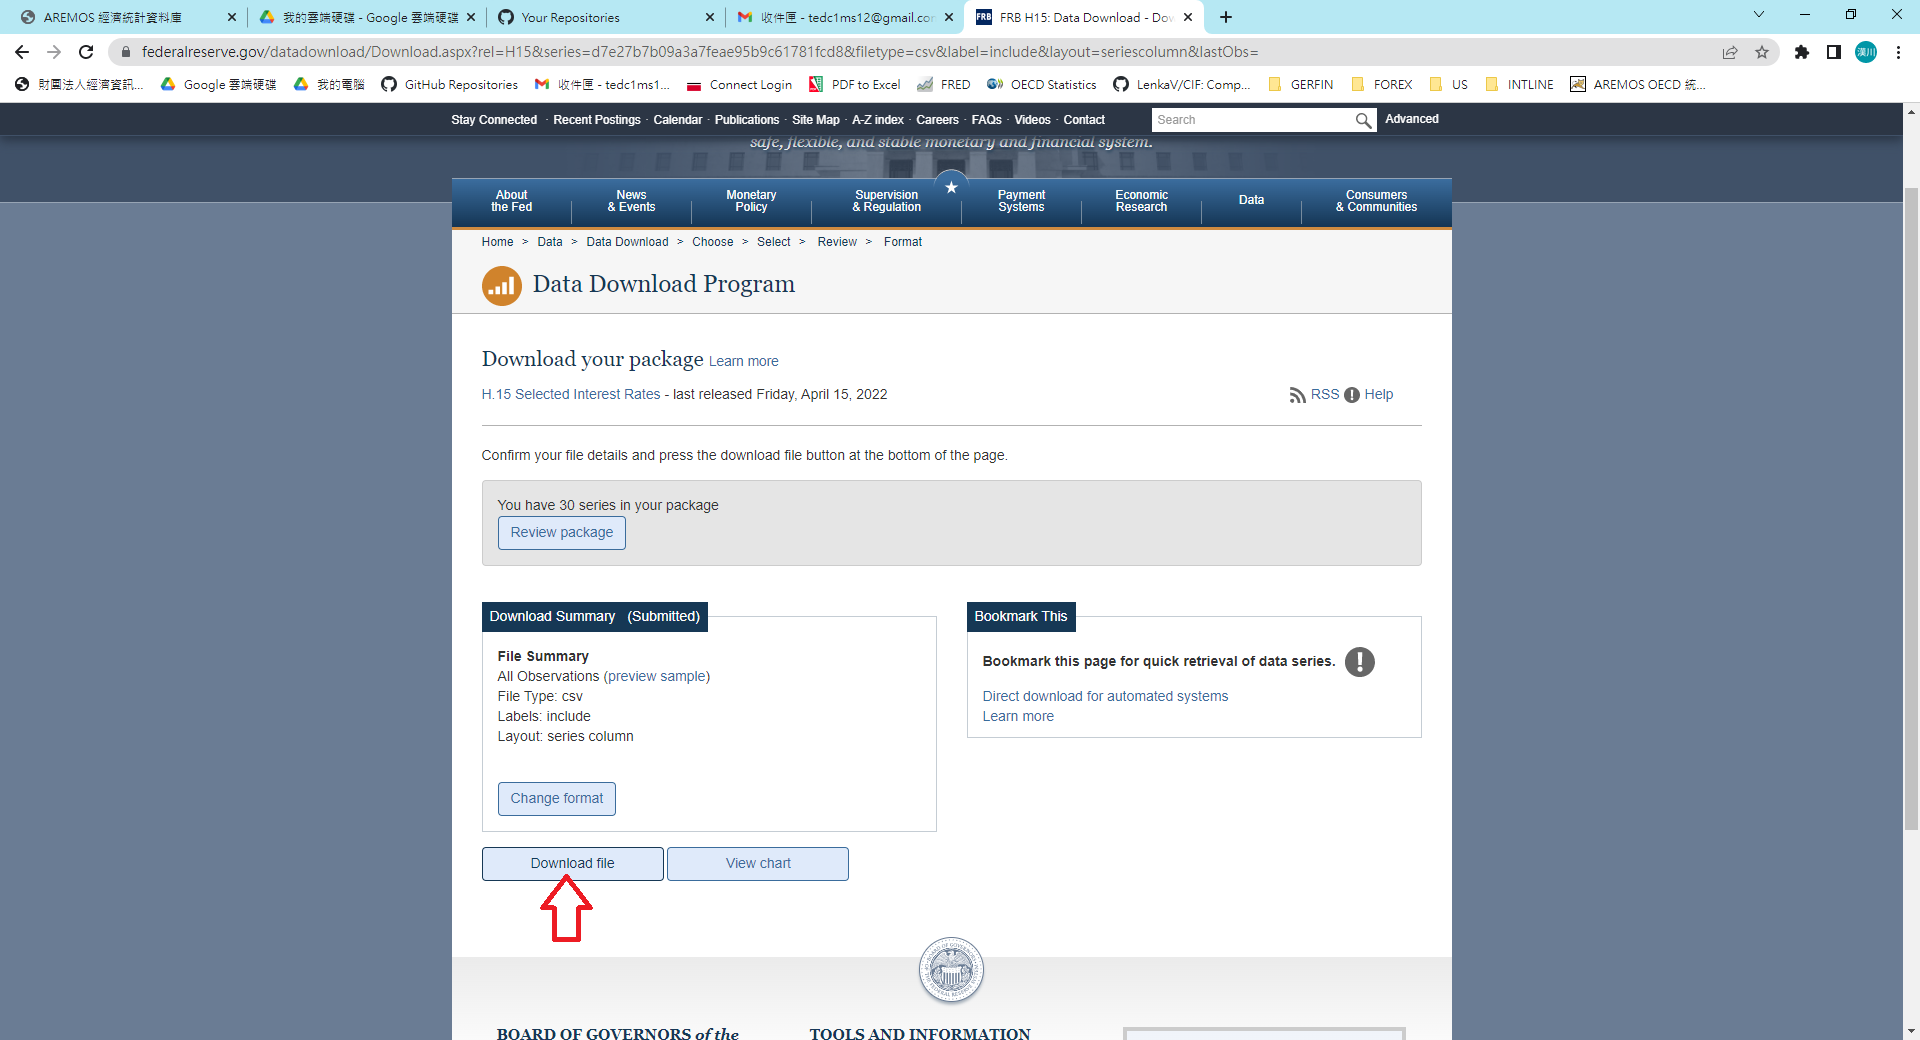 AREMOS 經濟統計資料庫
我的雲端硬碟 - Google 雲端硬碟
Your Repositories
收件匣 - tedc1ms12@gmail.co
FRB H15: Data Download - Dow
federalreserve.gov/datadownload/Download.aspx?rel=H15&series=d7e27b7b09a3a7feae95b9c61781fcd8&filetype=csv&label=include&layout=seriescolumn&lastObs=
漢川
財團法人經濟資訊...
Google 雲端硬碟
我的電腦
GitHub Repositories
收件匣 - tedc1ms1...
Connect Login
PDF to Excel
FRED
OECD Statistics
LenkaV/CIF: Comp...
GERFIN
FOREX
US
INTLINE
AREMOS OECD 統...
Stay Connected · Recent Postings · Calendar · Publications · Site Map · A-Z index · Careers · FAQs · Videos · Contact
Search
Advanced
safe, flexible, and stable monetary and financial system.
About
the Fed
News
& Events
Monetary
Policy
Supervision
& Regulation
Payment
Systems
Economic
Research
Data
Consumers
& Communities
Home > Data > Data Download > Choose > Select > Review > Format
Data Download Program
Download your package Learn more
H.15 Selected Interest Rates - last released Friday, April 15, 2022
RSS Help
Confirm your file details and press the download file button at the bottom of the page.
You have 30 series in your package
Review package
Download Summary (Submitted)
File Summary
All Observations (preview sample)
File Type: csv
Labels: include
Layout: series column
Change format
Bookmark This
Bookmark this page for quick retrieval of data series.
Direct download for automated systems
Learn more
Download file
View chart
BOARD OF GOVERNORS of the
TOOLS AND INFORMATION